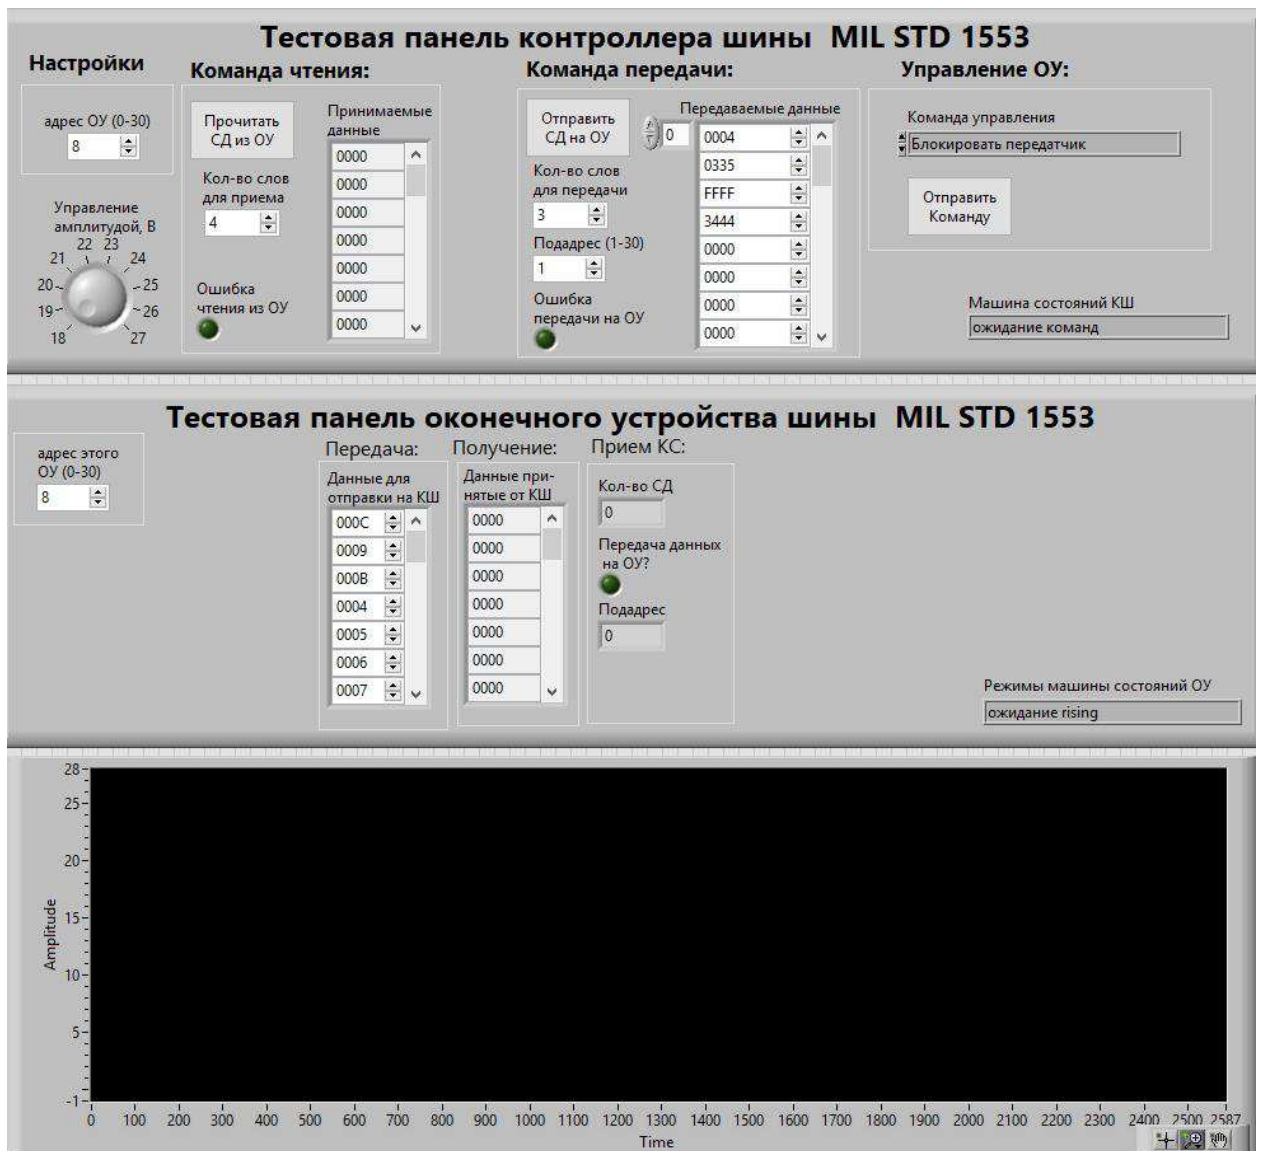 Тестовая панель контроллера шины MIL STD 1553
Настройки
адрес ОУ (0-30)
8
Управление
амплитудой, В
22 23
21 24
20 25
19 26
18 27
Команда чтения:
Прочитать
СД из ОУ
Кол-во слов
для приема
4
Ошибка
чтения из ОУ
Принимаемые
данные
0000
0000
0000
0000
0000
0000
0000
Команда передачи:
Отправить
СД на ОУ
Кол-во слов
для передачи
3
Подадрес (1-30)
1
Ошибка
передачи на ОУ
Передаваемые данные
0
0004
0335
FFFF
3444
0000
0000
0000
0000
Управление ОУ:
Команда управления
Блокировать передатчик
Отправить
Команду
Машина состояний КШ
ожидание команд
Тестовая панель оконечного устройства шины MIL STD 1553
адрес этого
ОУ (0-30)
8
Передача:
Данные для
отправки на КШ
000C
0009
000B
0004
0005
0006
0007
Получение:
Данные при-
нятые от КШ
0000
0000
0000
0000
0000
0000
0000
Прием КС:
Кол-во СД
0
Передача данных
на ОУ?
Подадрес
0
Режимы машины состояний ОУ
ожидание rising
Amplitude
28
25
20
15
10
5
-1
0 100 200 300 400 500 600 700 800 900 1000 1100 1200 1300 1400 1500 1600 1700 1800 1900 2000 2100 2200 2300 2400 2500 2587
Time